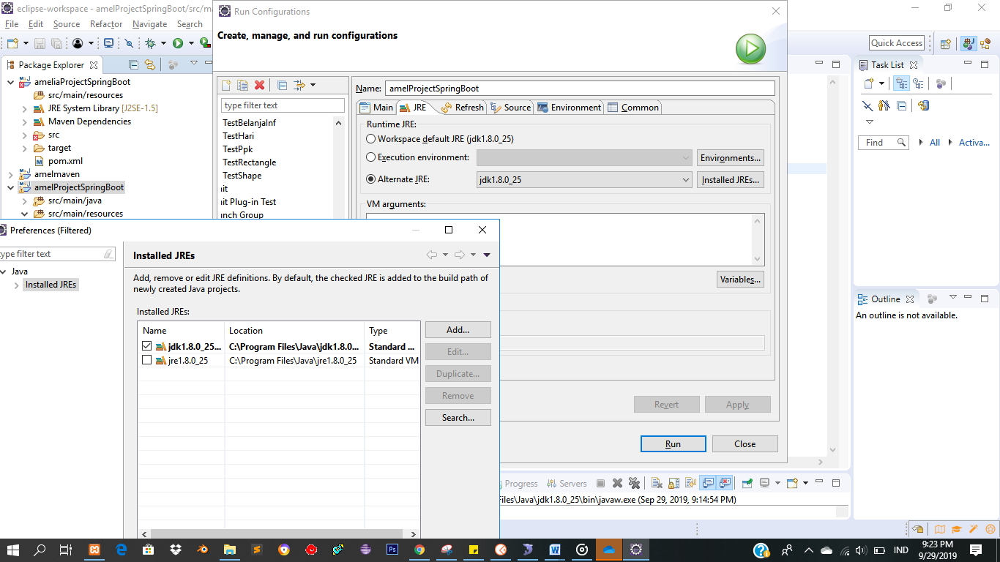 eclipse-workspace - amelProjectSpringBoot/src/ma
File Edit Source Refactor Navigate Search
Quick Access
Package Explorer
ameliaProjectSpringBoot
src/main/resources
JRE System Library [J2SE-1.5]
Maven Dependencies
src
target
pom.xml
amelmaven
amelProjectSpringBoot
src/main/java
src/main/resources
Run Configurations
Create, manage, and run configurations
type filter text
TestBelanjaInf
TestHari
TestPpk
TestRectangle
TestShape
it
it Plug-in Test
nch Group
Name: amelProjectSpringBoot
Main JRE Refresh Source Environment Common
Runtime JRE:
Workspace default JRE (jdk1.8.0_25)
Execution environment: Environments...
Alternate JRE: jdk1.8.0_25 Installed JREs...
VM arguments:
Variables...
Revert Apply
Run Close
Preferences (Filtered)
ype filter text
Java
Installed JREs
Installed JREs
Add, remove or edit JRE definitions. By default, the checked JRE is added to the build path of
newly created Java projects.
Installed JREs:
Name Location Type
jdk1.8.0_25... C:\Program Files\Java\jdk1.8.0... Standard ...
jre1.8.0_25 C:\Program Files\Java\jre1.8.0_25 Standard VM
Add...
Edit...
Duplicate...
Remove
Search...
Task List
Find All Activa...
Outline
An outline is not available.
Progress Servers
Files\Java\jdk1.8.0_25\bin\javaw.exe (Sep 29, 2019, 9:14:54 PM)
IND
9:23 PM
9/29/2019